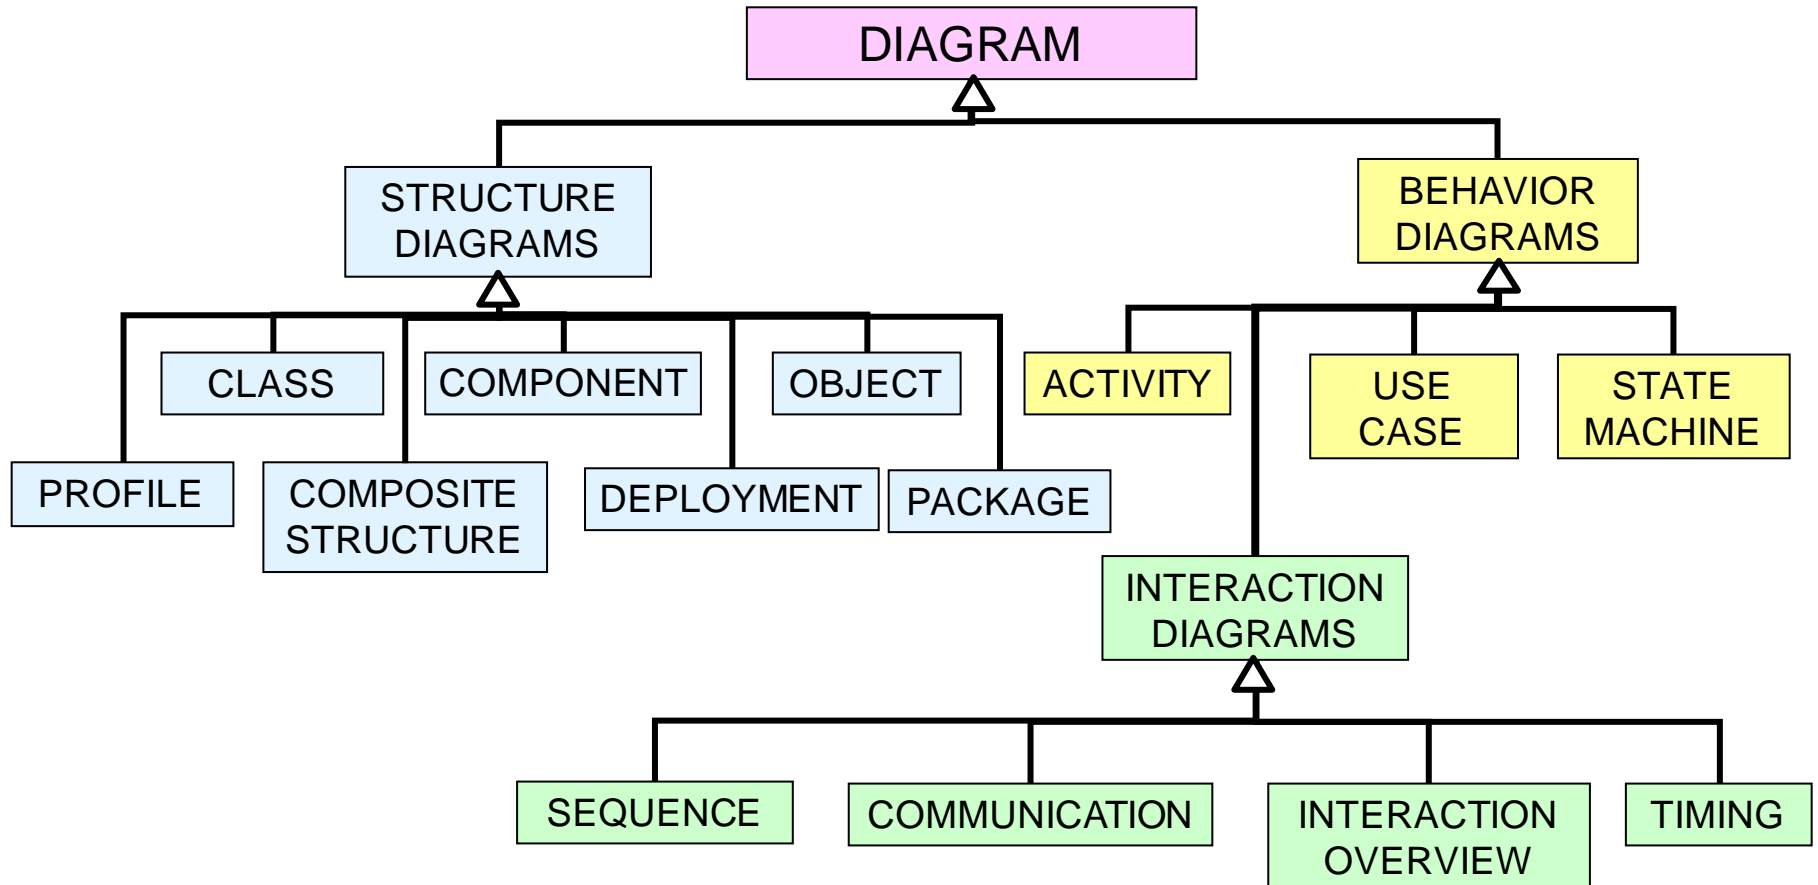 DIAGRAM
STRUCTURE
DIAGRAMS
BEHAVIOR
DIAGRAMS
CLASS
COMPONENT
OBJECT
ACTIVITY
USE
CASE
STATE
MACHINE
PROFILE
COMPOSITE
STRUCTURE
DEPLOYMENT
PACKAGE
INTERACTION
DIAGRAMS
SEQUENCE
COMMUNICATION
INTERACTION
OVERVIEW
TIMING